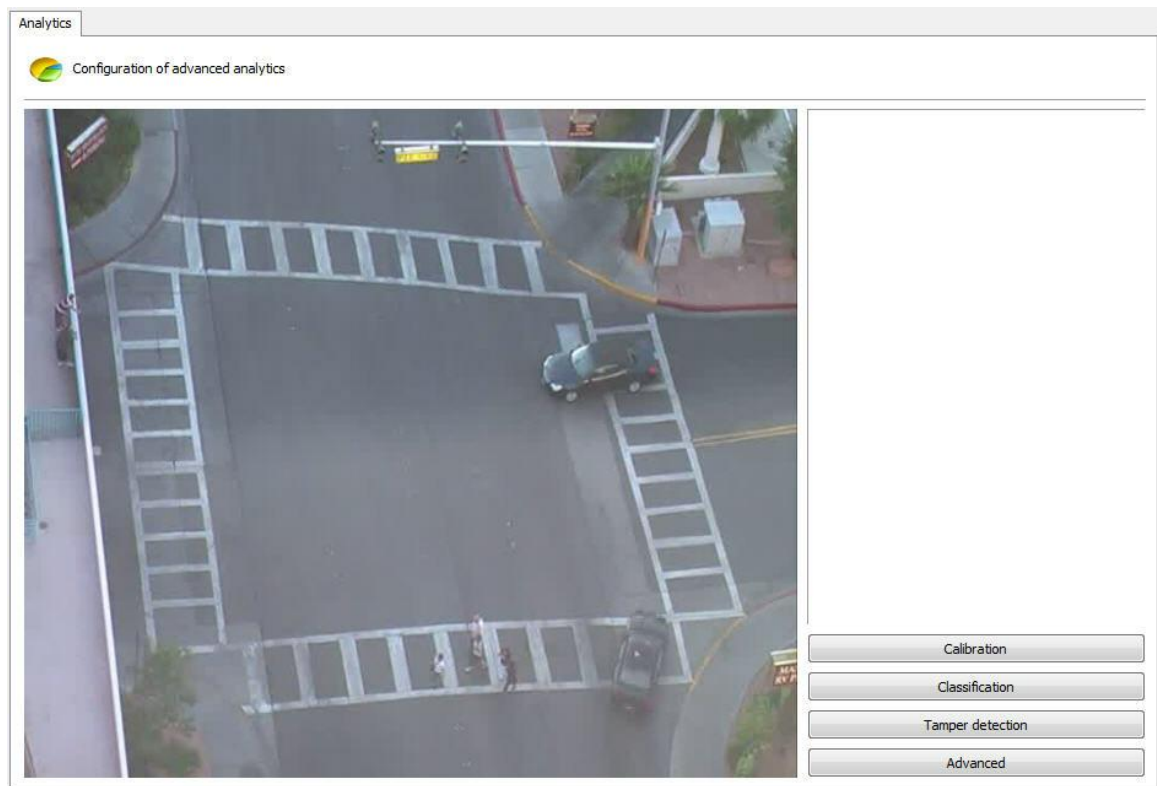 Analytics
Configuration of advanced analytics
Calibration
Classification
Tamper detection
Advanced